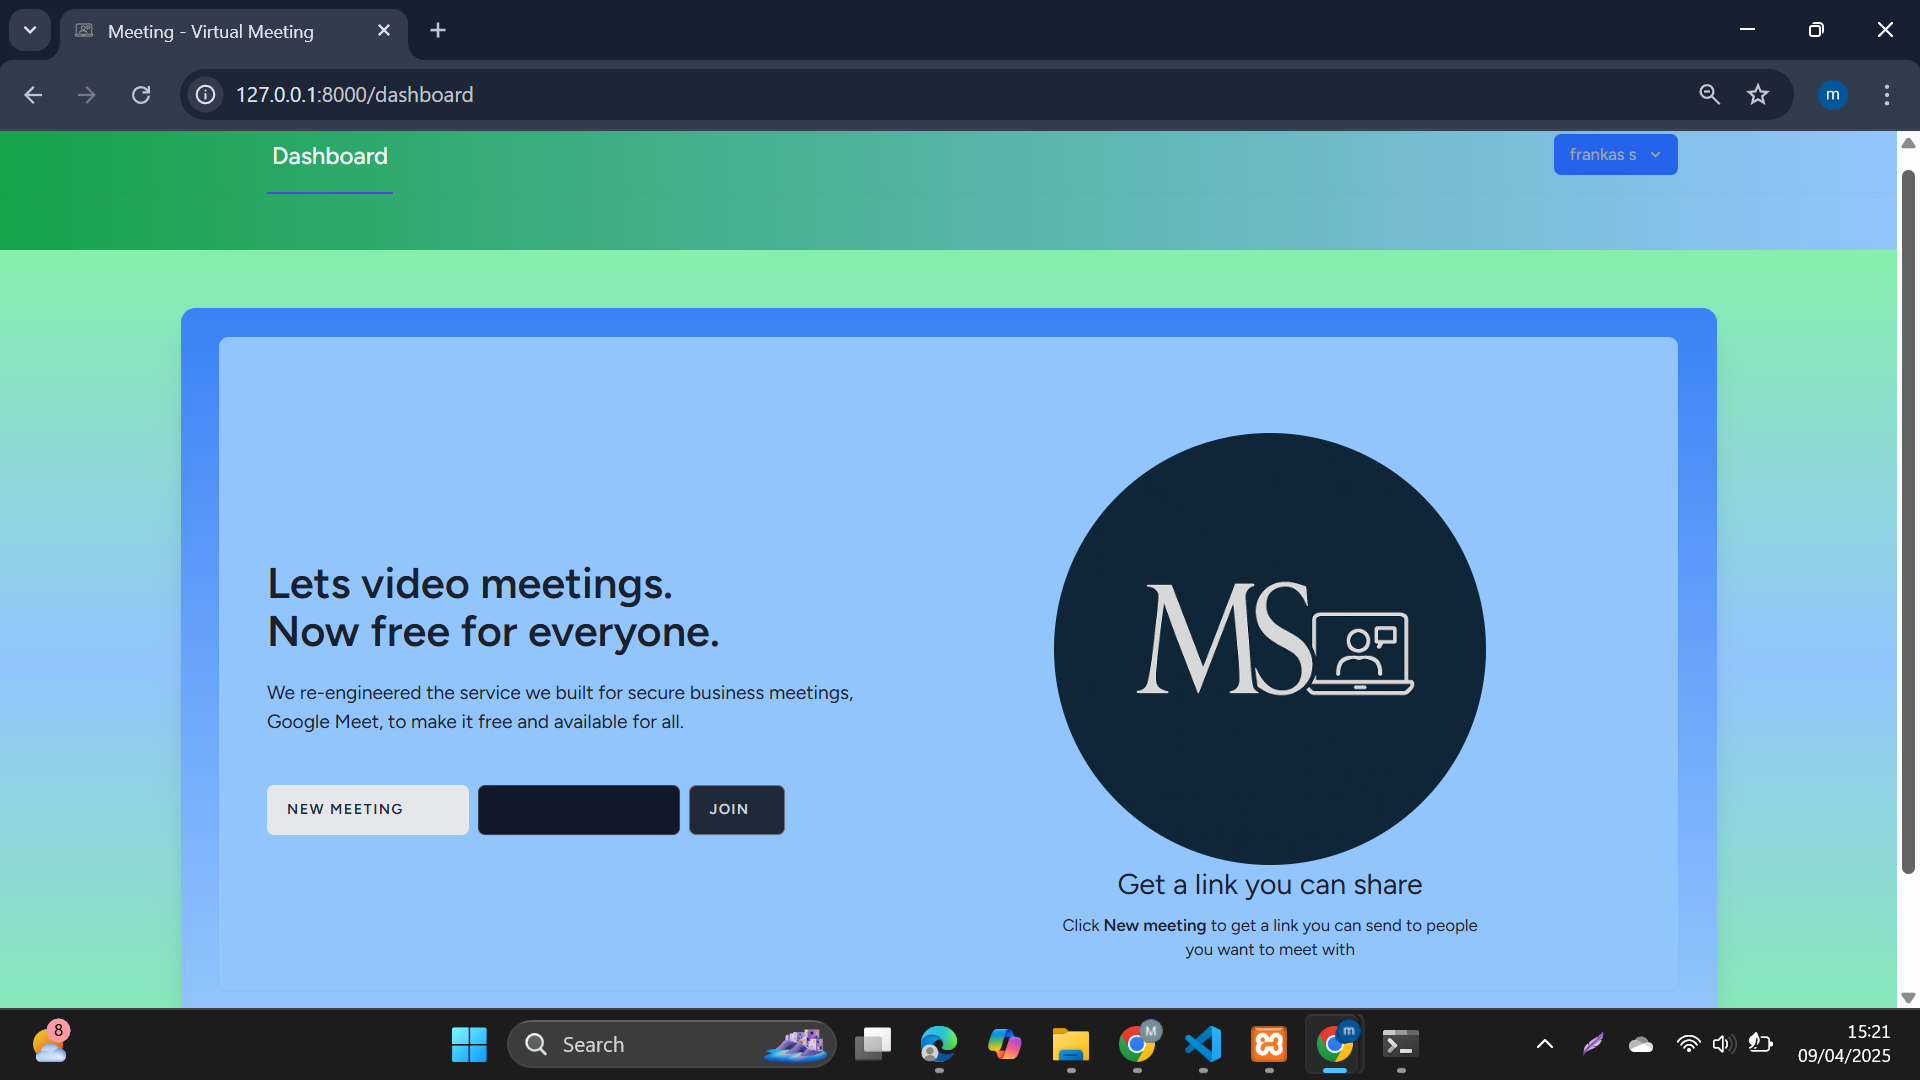 Meeting - Virtual Meeting
127.0.0.1:8000/dashboard
m
Dashboard
frankas s
Lets video meetings.
Now free for everyone.
We re-engineered the service we built for secure business meetings,
Google Meet, to make it free and available for all.
NEW MEETING
JOIN
MS
Get a link you can share
Click New meeting to get a link you can send to people
you want to meet with
8
Search
M
m
15:21
09/04/2025